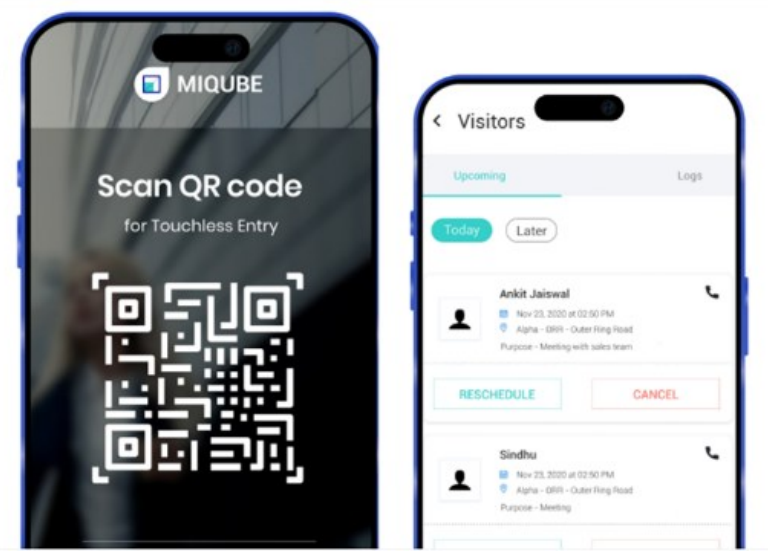 MIQUBE
Scan QR code
for Touchless Entry
Visitors
Upcoming Logs
Today Later
Ankit Jaiswal
Nov 23, 2020 at 02:50 PM
Alpha - ORR - Outer Ring Road
Purpose - Meeting with sales team
RESCHEDULE CANCEL
Sindhu
Nov 23, 2020 at 02:50 PM
Alpha - ORR - Outer Ring Road
Purpose - Meeting